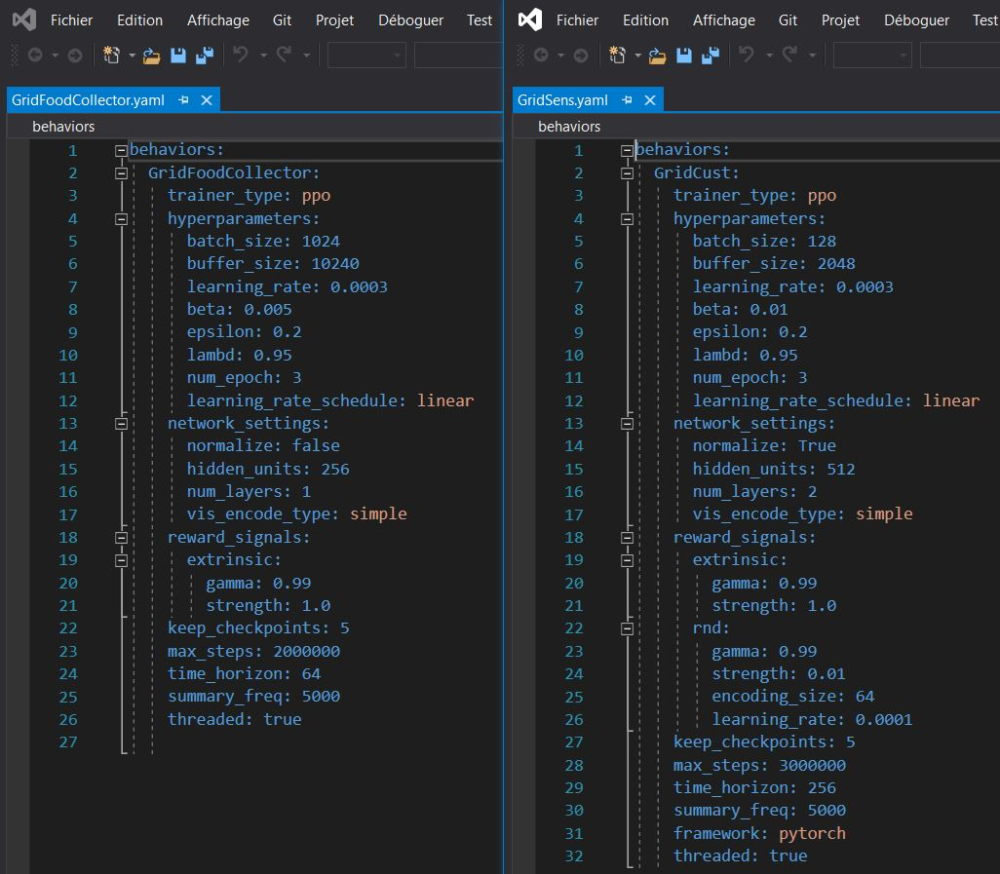 Fichier Edition Affichage Git Projet Déboguer Test
GridFoodCollector.yaml
behaviors
1 behaviors:
2 GridFoodCollector:
3 trainer_type: ppo
4 hyperparameters:
5 batch_size: 1024
6 buffer_size: 10240
7 learning_rate: 0.0003
8 beta: 0.005
9 epsilon: 0.2
10 lambd: 0.95
11 num_epoch: 3
12 learning_rate_schedule: linear
13 network_settings:
14 normalize: false
15 hidden_units: 256
16 num_layers: 1
17 vis_encode_type: simple
18 reward_signals:
19 extrinsic:
20 gamma: 0.99
21 strength: 1.0
22 keep_checkpoints: 5
23 max_steps: 2000000
24 time_horizon: 64
25 summary_freq: 5000
26 threaded: true
27
Fichier Edition Affichage Git Projet Déboguer Test
GridSens.yaml
behaviors
1 behaviors:
2 GridCust:
3 trainer_type: ppo
4 hyperparameters:
5 batch_size: 128
6 buffer_size: 2048
7 learning_rate: 0.0003
8 beta: 0.01
9 epsilon: 0.2
10 lambd: 0.95
11 num_epoch: 3
12 learning_rate_schedule: linear
13 network_settings:
14 normalize: True
15 hidden_units: 512
16 num_layers: 2
17 vis_encode_type: simple
18 reward_signals:
19 extrinsic:
20 gamma: 0.99
21 strength: 1.0
22 rnd:
23 gamma: 0.99
24 strength: 0.01
25 encoding_size: 64
26 learning_rate: 0.0001
27 keep_checkpoints: 5
28 max_steps: 3000000
29 time_horizon: 256
30 summary_freq: 5000
31 framework: pytorch
32 threaded: true